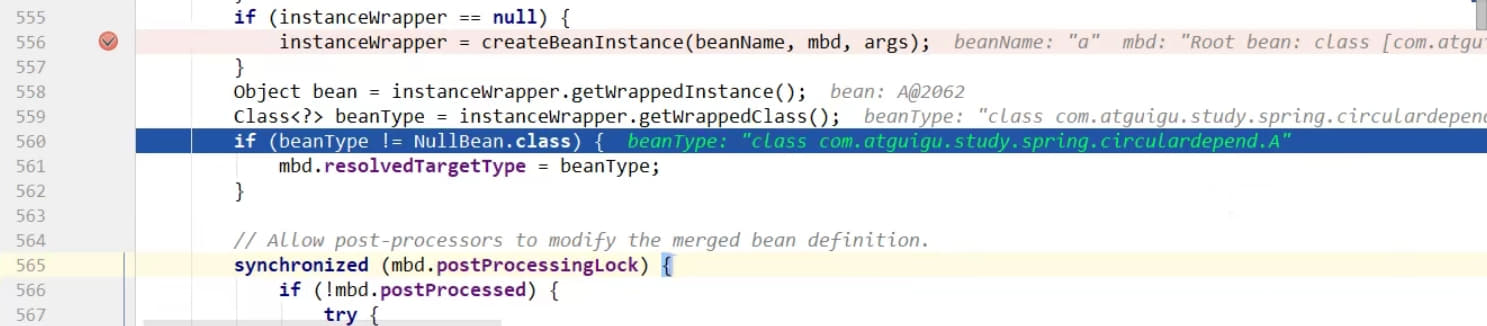 555 if (instanceWrapper == null) {
556 instanceWrapper = createBeanInstance(beanName, mbd, args); beanName: "a" mbd: "Root bean: class [com.atgu
557 }
558 Object bean = instanceWrapper.getWrappedInstance(); bean: A@2062
559 Class<?> beanType = instanceWrapper.getWrappedClass(); beanType: "class com.atguigu.study.spring.circulardepend
560 if (beanType != NullBean.class) { beanType: "class com.atguigu.study.spring.circulardepend.A"
561 mbd.resolvedTargetType = beanType;
562 }
563
564 // Allow post-processors to modify the merged bean definition.
565 synchronized (mbd.postProcessingLock) {
566 if (!mbd.postProcessed) {
567 try {